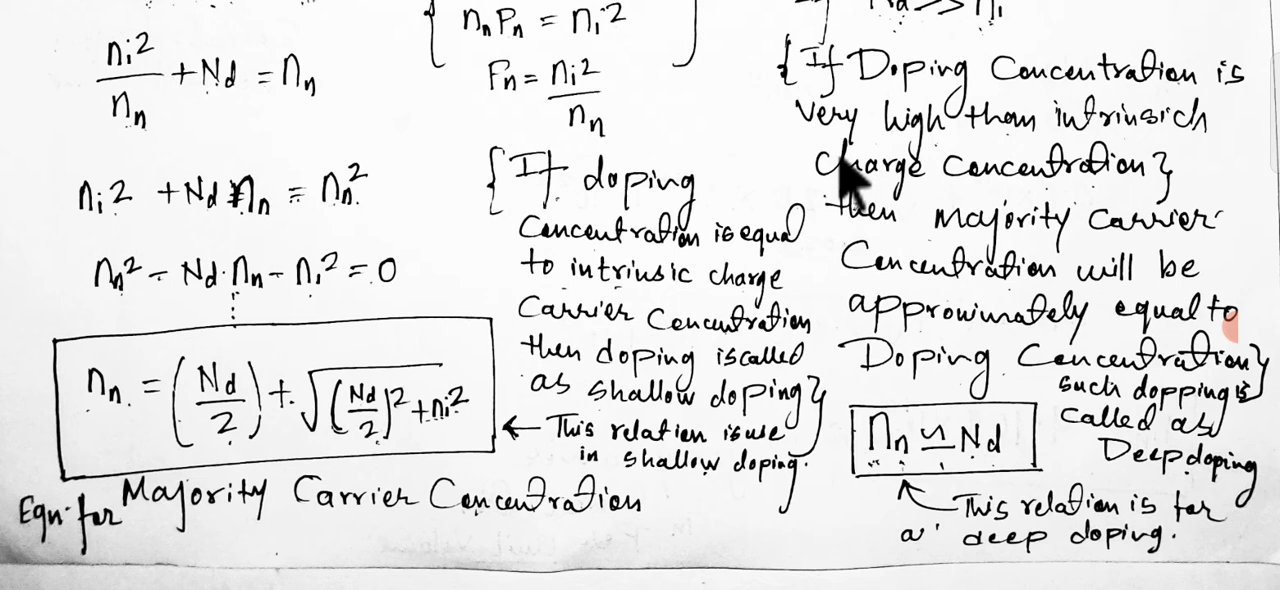 nₙPₙ = nᵢ²
Nd >> nᵢ
nᵢ²/nₙ + Nd = nₙ
Pₙ = nᵢ²/nₙ
nᵢ² + Nd nₙ = nₙ²
nₙ² - Nd·nₙ - nᵢ² = 0
nₙ = (Nd/2) + √((Nd/2)² + nᵢ²)
Eqn. for Majority Carrier Concentration
{If doping
Concentration is equal
to intrinsic charge
Carrier Concentration
then doping is called
as shallow doping}
← This relation is use
in shallow doping.
{If Doping Concentration is
very high than intrinsich
Charge Concentration}
then majority carrier
Concentration will be
approximately equal to
Doping Concentration}
such dopping is
called as
Deep doping
nₙ ≃ Nd
This relation is for
a deep doping.